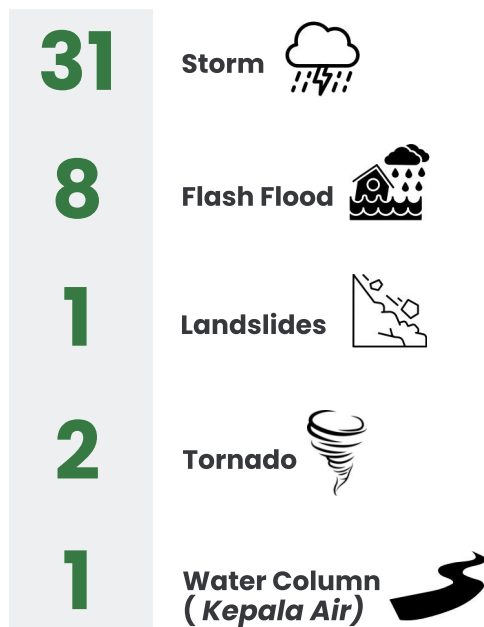 31
Storm
8
Flash Flood
1
Landslides
2
Tornado
1
Water Column
( Kepala Air)